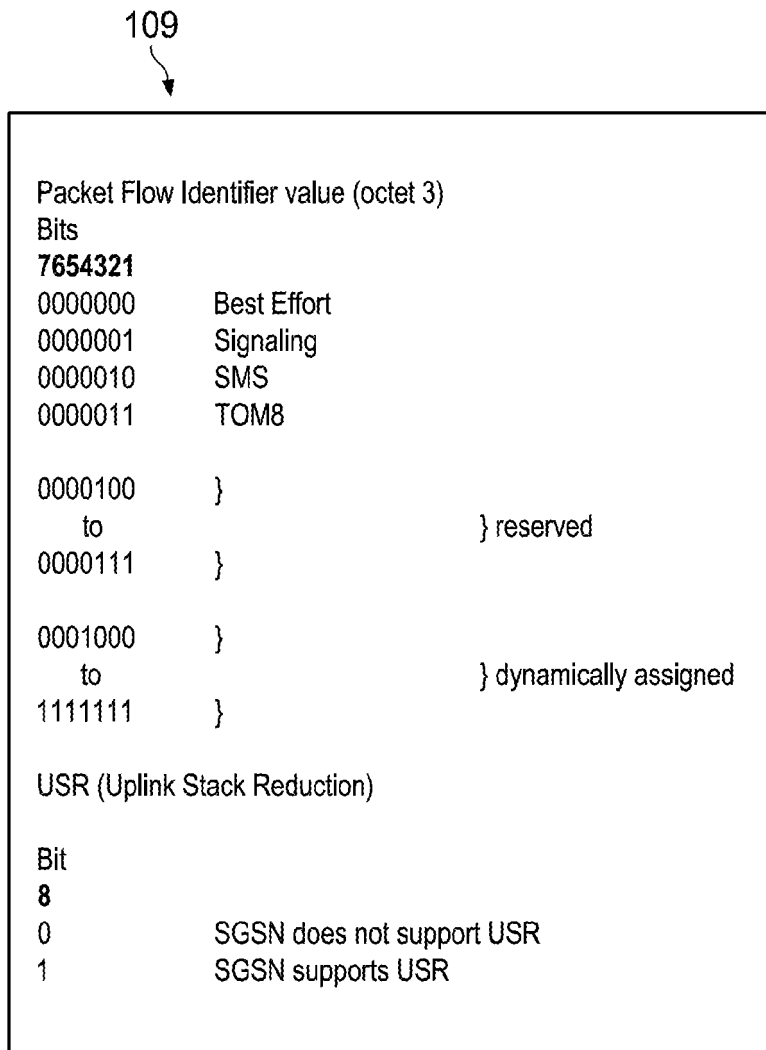 109
Packet Flow Identifier value (octet 3)
Bits
7654321
0000000 Best Effort
0000001 Signaling
0000010 SMS
0000011 TOM8
0000100 }
to } reserved
0000111 }
0001000 }
to } dynamically assigned
1111111 }
USR (Uplink Stack Reduction)
Bit
8
0 SGSN does not support USR
1 SGSN supports USR